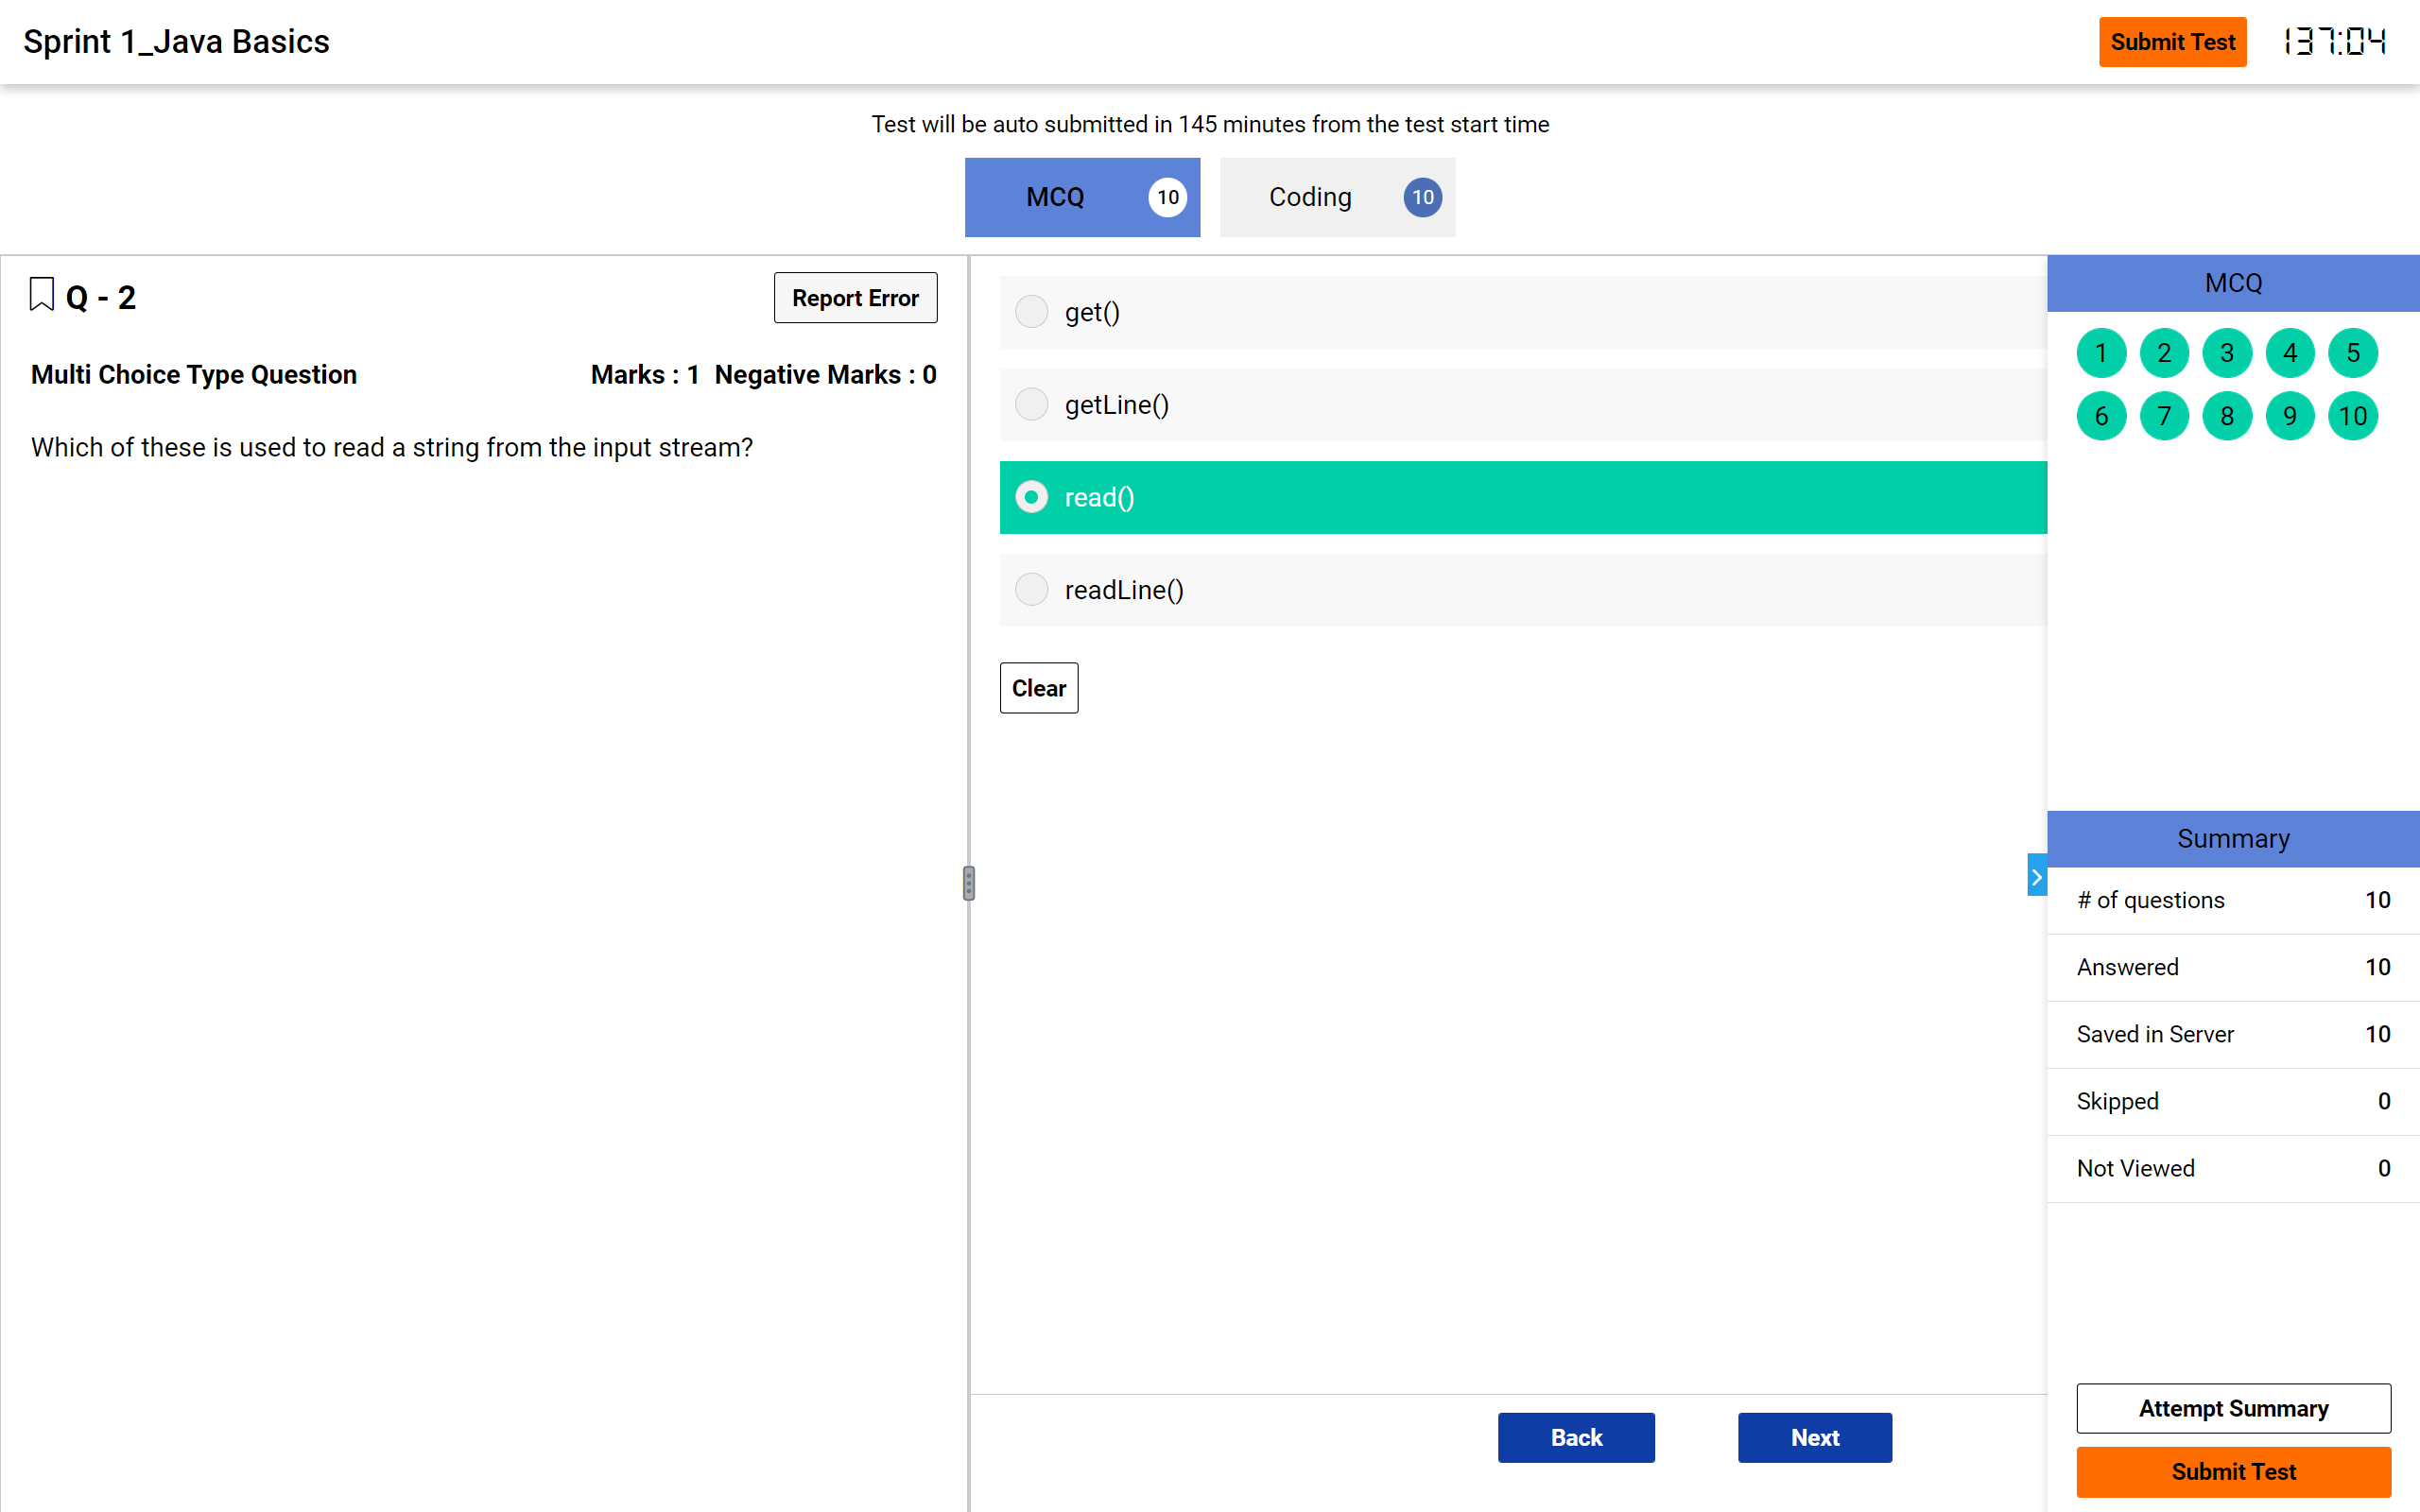 Sprint 1_Java Basics
Submit Test
137:04
Test will be auto submitted in 145 minutes from the test start time
MCQ 10
Coding 10
Q - 2
Report Error
Multi Choice Type Question
Marks : 1 Negative Marks : 0
Which of these is used to read a string from the input stream?
get()
getLine()
read()
readLine()
Clear
Back
Next
MCQ
1 2 3 4 5
6 7 8 9 10
Summary
# of questions 10
Answered 10
Saved in Server 10
Skipped 0
Not Viewed 0
Attempt Summary
Submit Test